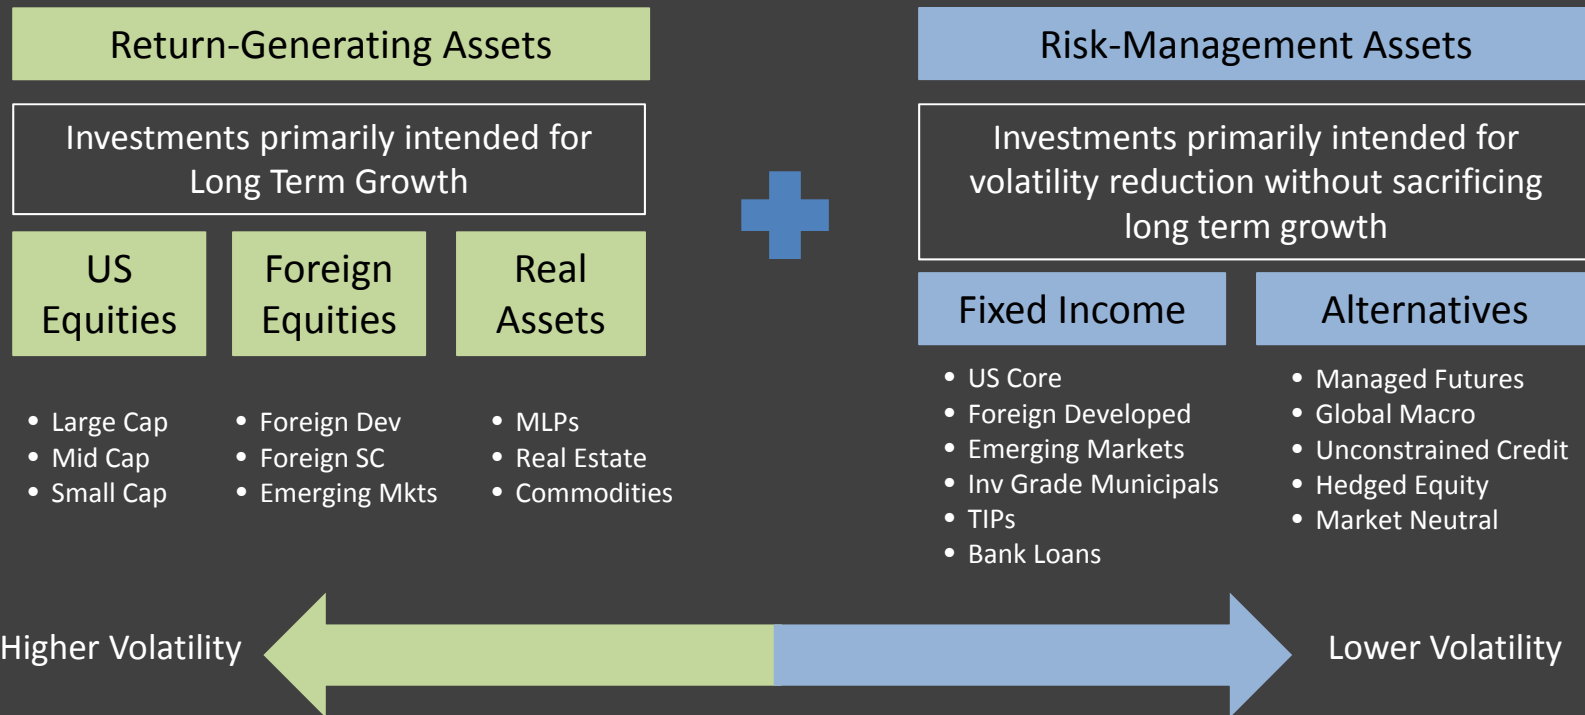 Return-Generating Assets
Investments primarily intended for
Long Term Growth
US
Equities
Foreign
Equities
Real
Assets
• Large Cap
• Mid Cap
• Small Cap
• Foreign Dev
• Foreign SC
• Emerging Mkts
• MLPs
• Real Estate
• Commodities
Risk-Management Assets
Investments primarily intended for
volatility reduction without sacrificing
long term growth
Fixed Income
Alternatives
• US Core
• Foreign Developed
• Emerging Markets
• Inv Grade Municipals
• TIPs
• Bank Loans
• Managed Futures
• Global Macro
• Unconstrained Credit
• Hedged Equity
• Market Neutral
Higher Volatility
Lower Volatility